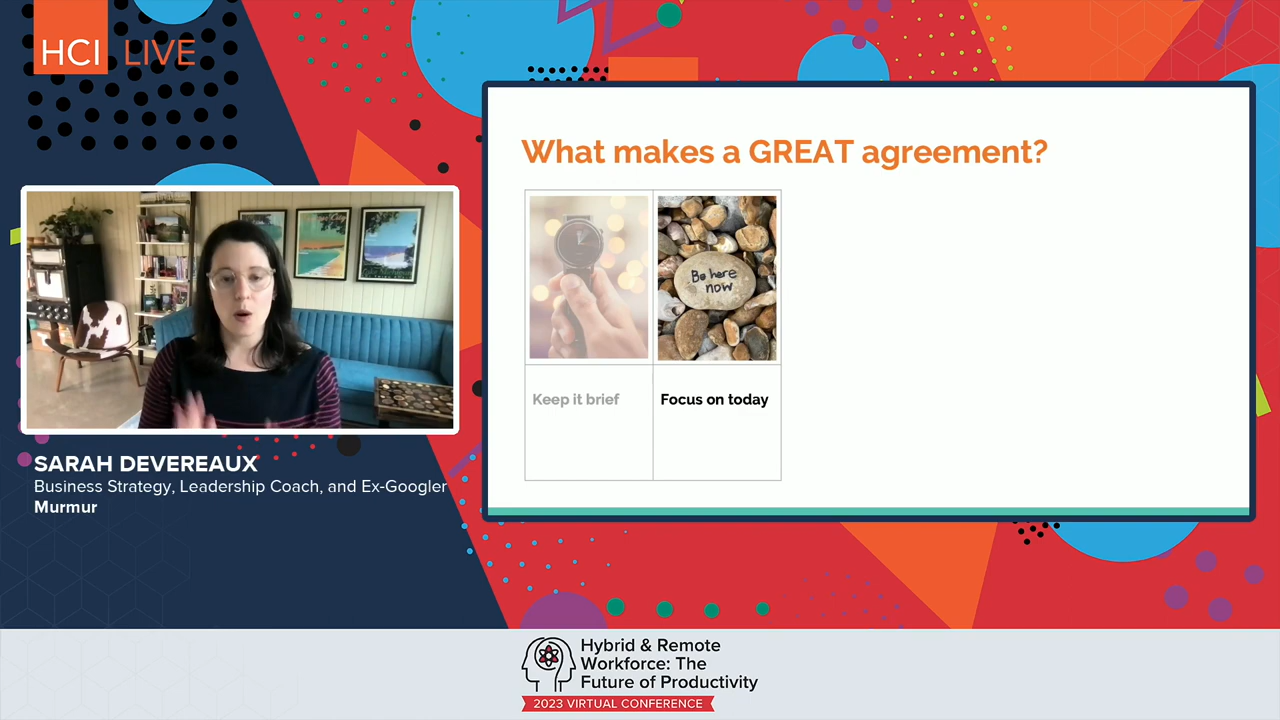 HCI LIVE
SARAH DEVEREAUX
Business Strategy, Leadership Coach, and Ex-Googler
Murmur
What makes a GREAT agreement?
Be here
now
Keep it brief
Focus on today
Hybrid & Remote
Workforce: The
Future of Productivity
2023 VIRTUAL CONFERENCE